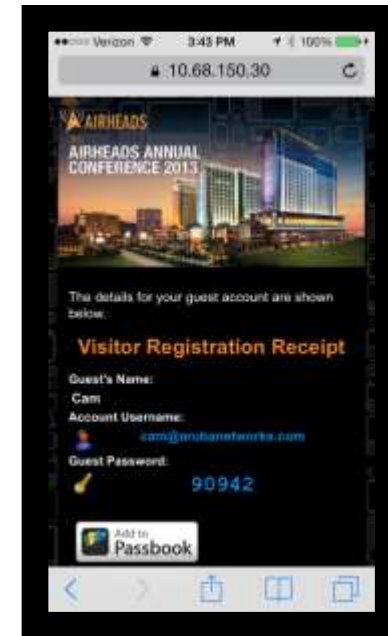 Verizon 3:43 PM 100%
10.68.150.30
AIRHEADS
AIRHEADS ANNUAL
CONFERENCE 2013
The details for your guest account are shown
below.
Visitor Registration Receipt
Guest's Name:
Cam
Account Username:
cam@arubanetworks.com
Guest Password:
90942
Add to
Passbook